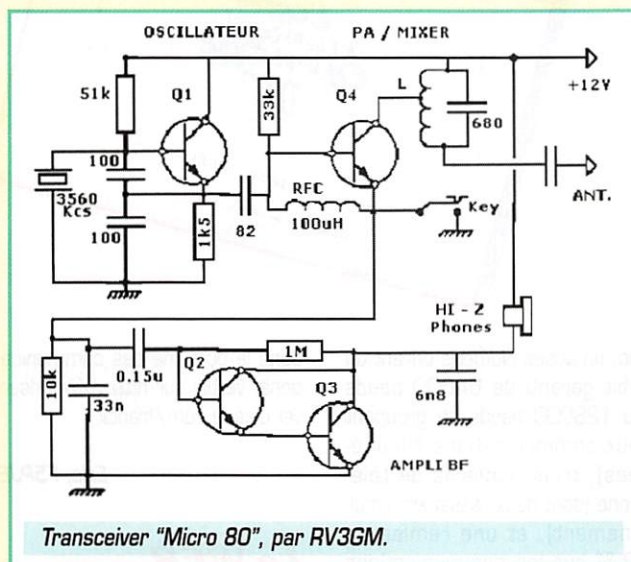 OSCILLATEUR
PA / MIXER
51k
Q1
33k
Q4
L
680
+12V
100
3560
Kcs
100
82
1k5
RFC
100uH
Key
ANT.
HI - Z
Phones
10k
33n
0.15u
Q2
1M
Q3
6n8
AMPLI BF
Transceiver "Micro 80", par RV3GM.